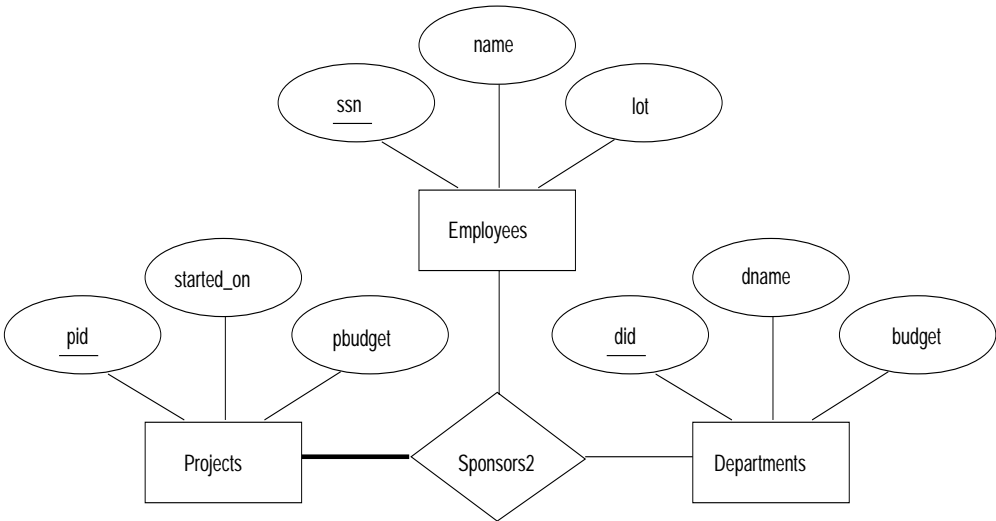 name
ssn
lot
Employees
started_on
dname
pid
pbudget
did
budget
Projects
Sponsors2
Departments